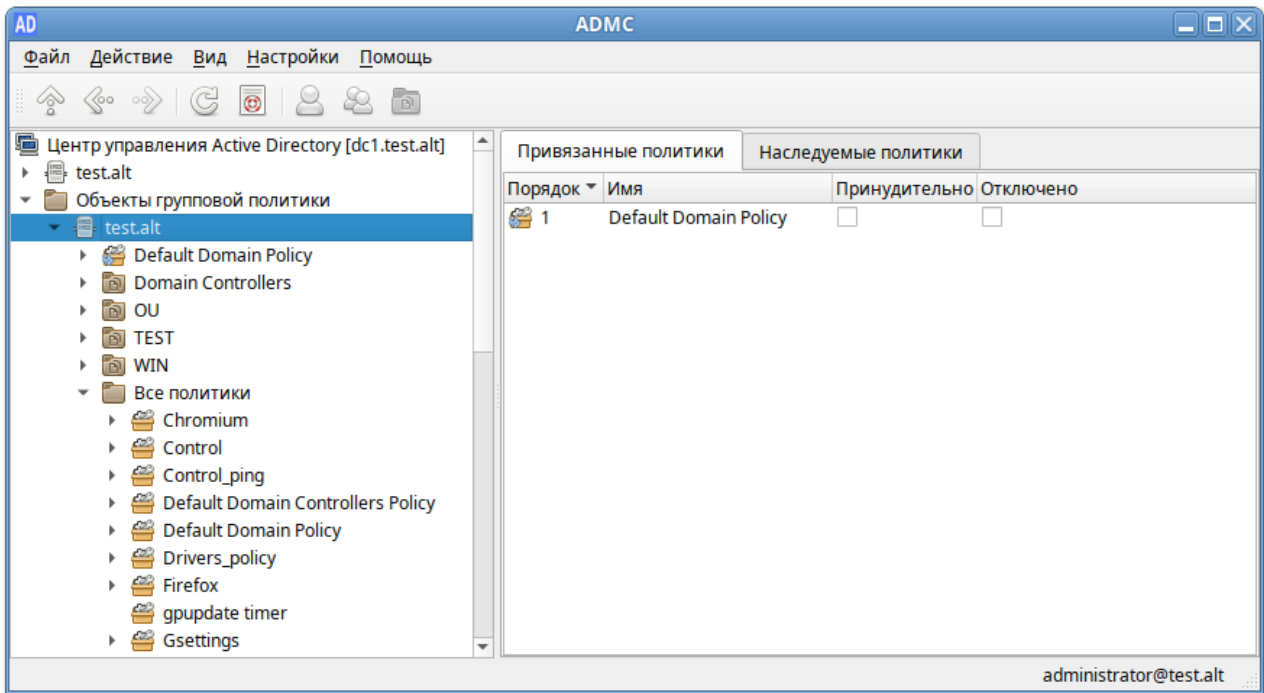 AD ADMC
Файл Действие Вид Настройки Помощь
Центр управления Active Directory [dc1.test.alt]
test.alt
Объекты групповой политики
test.alt
Default Domain Policy
Domain Controllers
OU
TEST
WIN
Все политики
Chromium
Control
Control_ping
Default Domain Controllers Policy
Default Domain Policy
Drivers_policy
Firefox
gpupdate timer
Gsettings
Привязанные политики Наследуемые политики
Порядок Имя Принудительно Отключено
1 Default Domain Policy
administrator@test.alt